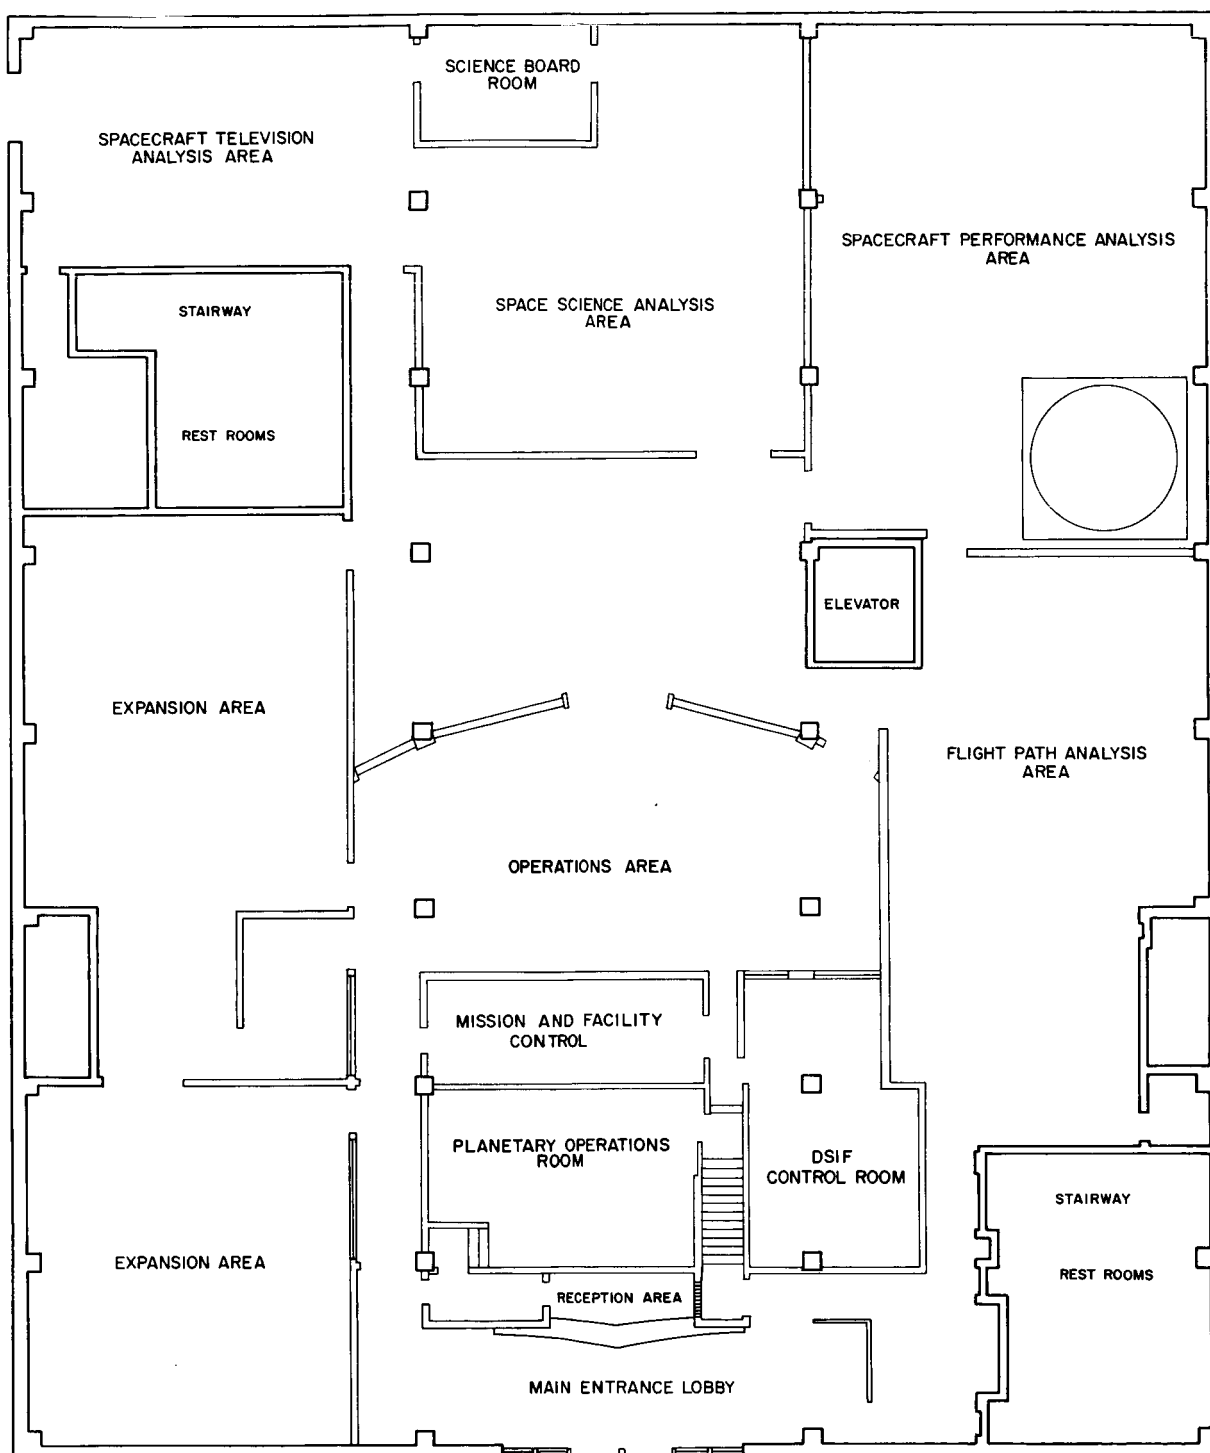 SCIENCE BOARD
ROOM
SPACECRAFT TELEVISION
ANALYSIS AREA
SPACECRAFT PERFORMANCE ANALYSIS
AREA
STAIRWAY
SPACE SCIENCE ANALYSIS
AREA
REST ROOMS
ELEVATOR
EXPANSION AREA
FLIGHT PATH ANALYSIS
AREA
OPERATIONS AREA
MISSION AND FACILITY
CONTROL
PLANETARY OPERATIONS
ROOM
DSIF
CONTROL ROOM
STAIRWAY
EXPANSION AREA
REST ROOMS
RECEPTION AREA
MAIN ENTRANCE LOBBY